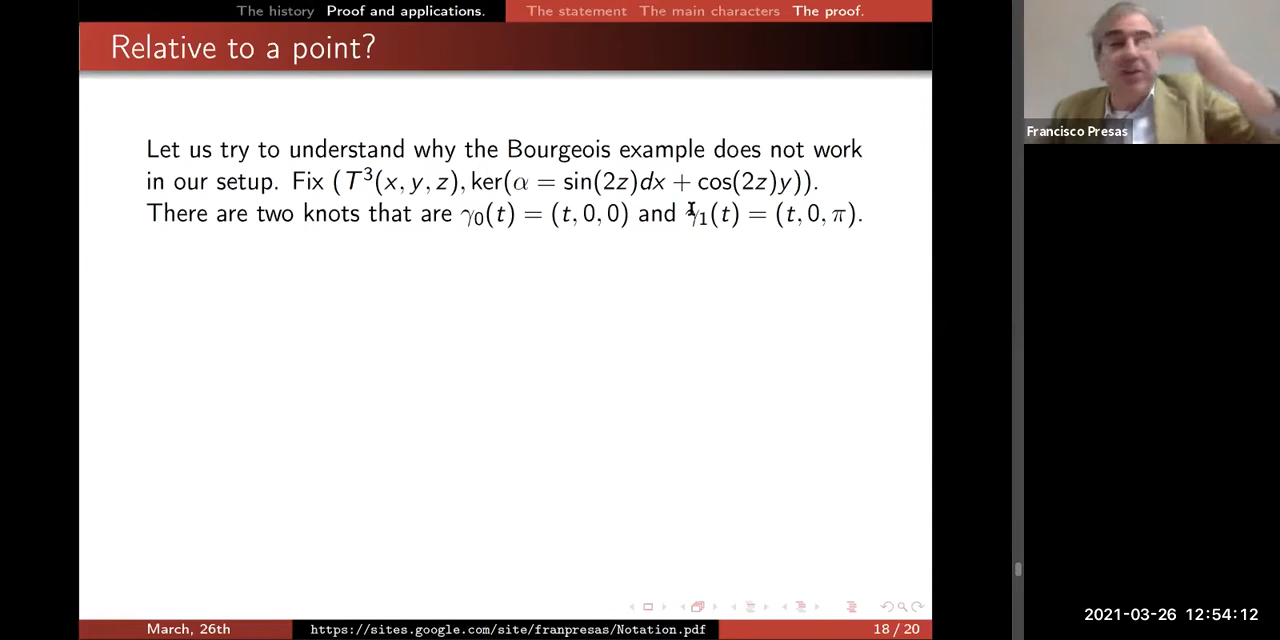 The history Proof and applications. The statement The main characters The proof.
Relative to a point?
Francisco Presas
Let us try to understand why the Bourgeois example does not work
in our setup. Fix (T³(x, y, z), ker(α = sin(2z)dx + cos(2z)y)).
There are two knots that are γ₀(t) = (t, 0, 0) and γ₁(t) = (t, 0, π).
2021-03-26 12:54:12
March, 26th https://sites.google.com/site/franpresas/Notation.pdf 18 / 20